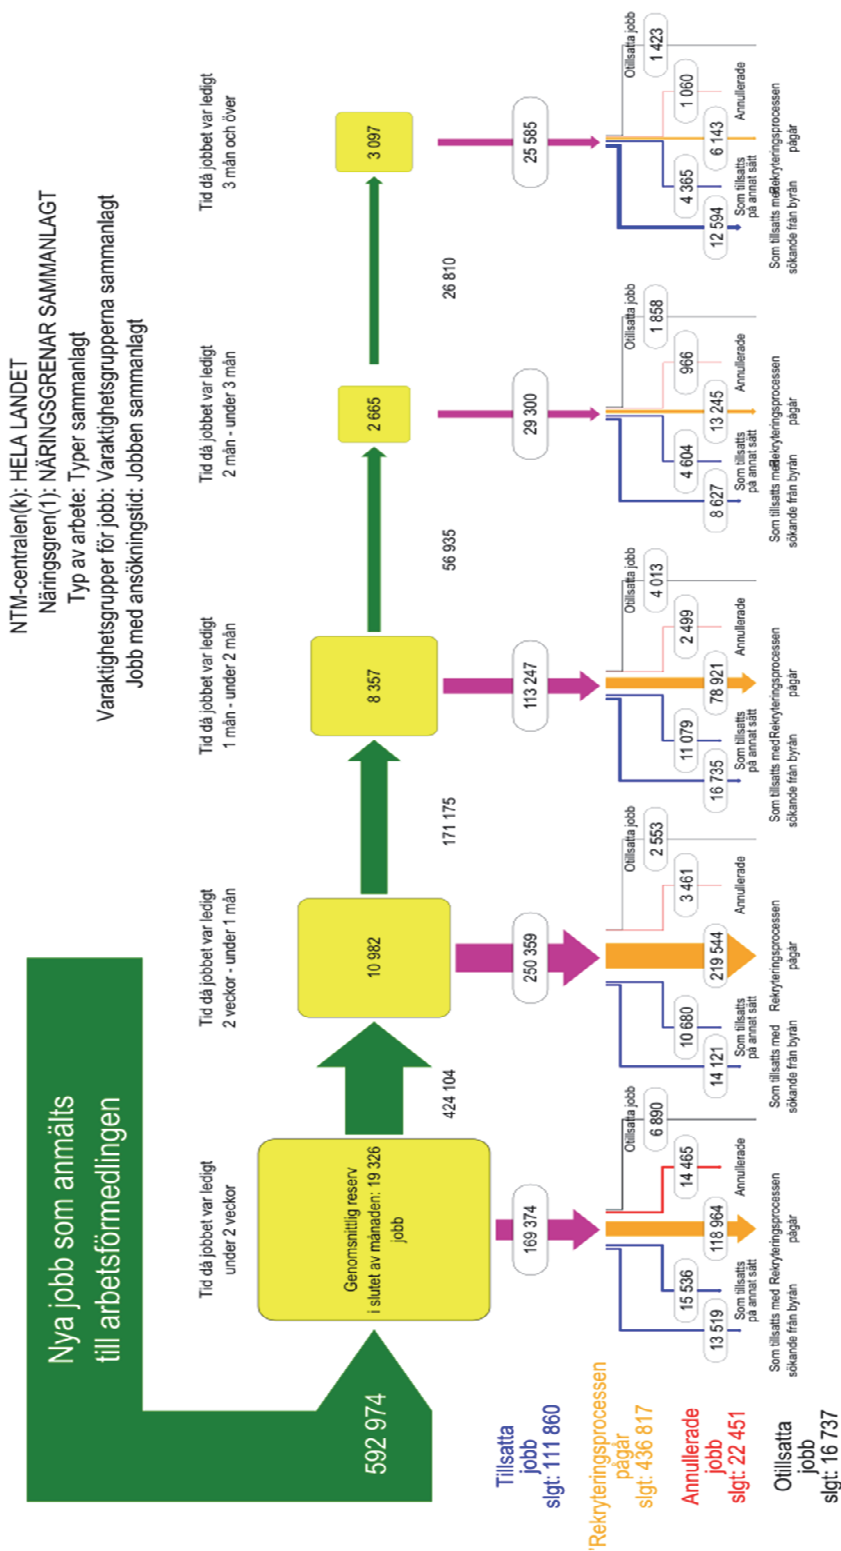 NTM-centralen(k): HELA LANDET
Näringsgren(1): NÄRINGSGRENAR SAMMANLAGT
Typ av arbete: Typer sammanlagt
Varaktighetsgrupper för jobb: Varaktighetsgrupperna sammanlagt
Jobb med ansökningstid: Jobben sammanlagt
Nya jobb som anmälts
till arbetsförmedlingen
592 974
Tid då jobbet var ledigt
under 2 veckor
Tid då jobbet var ledigt
2 veckor - under 1 mån
Tid då jobbet var ledigt
1 mån - under 2 mån
Tid då jobbet var ledigt
2 mån - under 3 mån
Tid då jobbet var ledigt
3 mån och över
Genomsnittlig reserv
i slutet av månaden: 19 326
jobb
10 982
8 357
2 665
3 097
424 104
171 175
56 935
26 810
169 374
250 359
113 247
29 300
25 585
Tillsatta
jobb
slgt: 111 860
"Rekryteringsprocessen
pågår
slgt: 436 817
Annullerade
jobb
slgt: 22 451
Otillsatta
jobb
slgt: 16 737
Otillsatta jobb
6 890
14 465
15 536
118 964
13 519
Som tillsatts
på annat sätt
Annullerade
Som tillsatts med
sökande från byrån
Rekryteringsprocessen
pågår
Otillsatta jobb
2 553
3 461
10 680
219 544
14 121
Som tillsatts
på annat sätt
Annullerade
Som tillsatts med
sökande från byrån
Rekryteringsprocessen
pågår
Otillsatta jobb
4 013
2 499
11 079
78 921
16 735
Som tillsatts
på annat sätt
Annullerade
Som tillsatts med
sökande från byrån
Rekryteringsprocessen
pågår
Otillsatta jobb
1 858
966
4 604
13 245
8 627
Som tillsatts
på annat sätt
Annullerade
Som tillsatts med
sökande från byrån
Rekryteringsprocessen
pågår
Otillsatta jobb
1 423
1 060
4 365
6 143
12 594
Som tillsatts
på annat sätt
Annullerade
Som tillsatts med
sökande från byrån
Rekryteringsprocessen
pågår